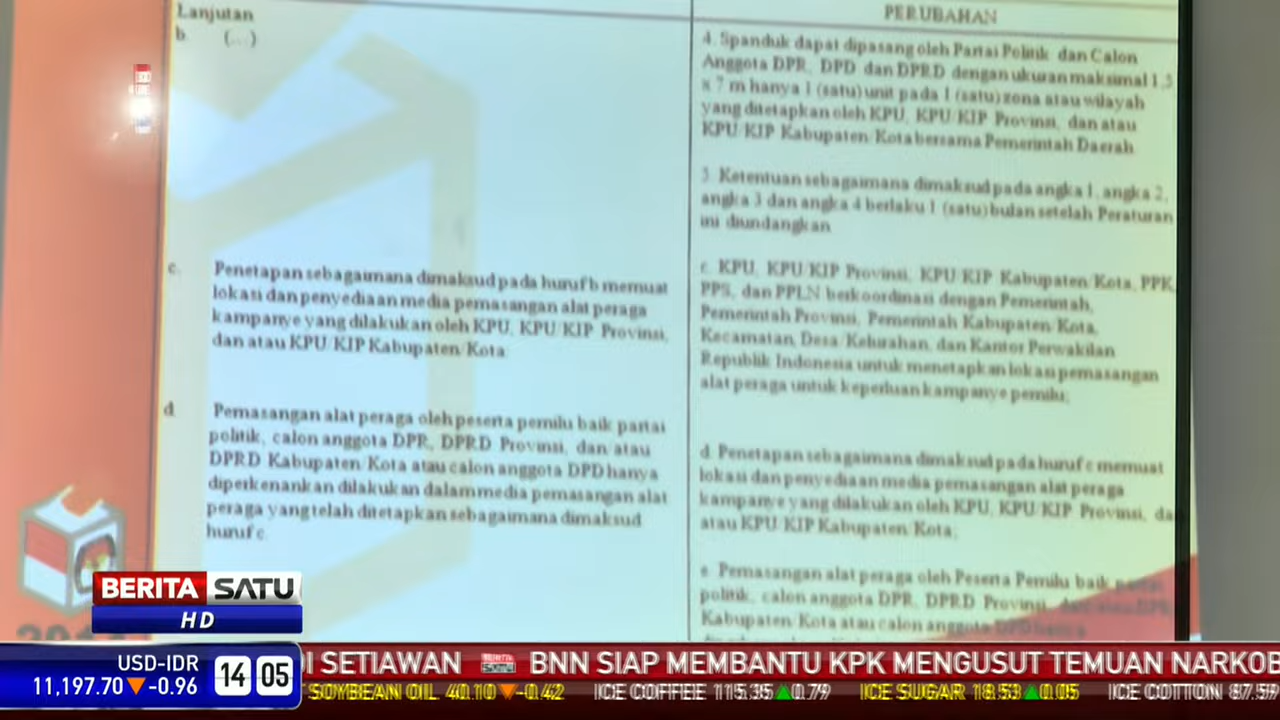 Lanjutan
b. (...)
c. Penetapan sebagaimana dimaksud pada huruf b memuat
lokasi dan penyediaan media pemasangan alat peraga
kampanye yang dilakukan oleh KPU, KPU/KIP Provinsi,
dan atau KPU/KIP Kabupaten/Kota
d. Pemasangan alat peraga oleh peserta pemilu baik partai
politik, calon anggota DPR, DPRD Provinsi, dan/atau
DPRD Kabupaten/Kota atau calon anggota DPD hanya
diperkenankan dilakukan dalam media pemasangan alat
peraga yang telah ditetapkan sebagaimana dimaksud
huruf c.
PERUBAHAN
4. Spanduk dapat dipasang oleh Partai Politik dan Calon
Anggota DPR, DPD dan DPRD dengan ukuran maksimal 1,5
x 7 m hanya 1 (satu) unit pada 1 (satu) zona atau wilayah
yang ditetapkan oleh KPU, KPU/KIP Provinsi, dan atau
KPU/KIP Kabupaten/Kota bersama Pemerintah Daerah
5. Ketentuan sebagaimana dimaksud pada angka 1, angka 2,
angka 3 dan angka 4 berlaku 1 (satu) bulan setelah Peraturan
ini diundangkan
c. KPU, KPU/KIP Provinsi, KPU/KIP Kabupaten/Kota, PPK,
PPS, dan PPLN berkoordinasi dengan Pemerintah,
Pemerintah Provinsi, Pemerintah Kabupaten/Kota,
Kecamatan, Desa/Kelurahan, dan Kantor Perwakilan
Republik Indonesia untuk menetapkan lokasi pemasangan
alat peraga untuk keperluan kampanye pemilu;
d. Penetapan sebagaimana dimaksud pada huruf c memuat
lokasi dan penyediaan media pemasangan alat peraga
kampanye yang dilakukan oleh KPU, KPU/KIP Provinsi, da
atau KPU/KIP Kabupaten/Kota;
e. Pemasangan alat peraga oleh Peserta Pemilu baik partai
politik, calon anggota DPR, DPRD Provinsi,
Kabupaten/Kota atau calon anggota DPD hanya
BERITA SATU
HD
USD-IDR
11,197.70 ▼ -0.96
14 05
DI SETIAWAN BERITA SATU BNN SIAP MEMBANTU KPK MENGUSUT TEMUAN NARKOB
SOYBEAN OIL 40.10 ▼ -0.42 ICE COFFEE 115.35 ▲ 0.79 ICE SUGAR 18.53 ▲ 0.05 ICE COTTON 87.59